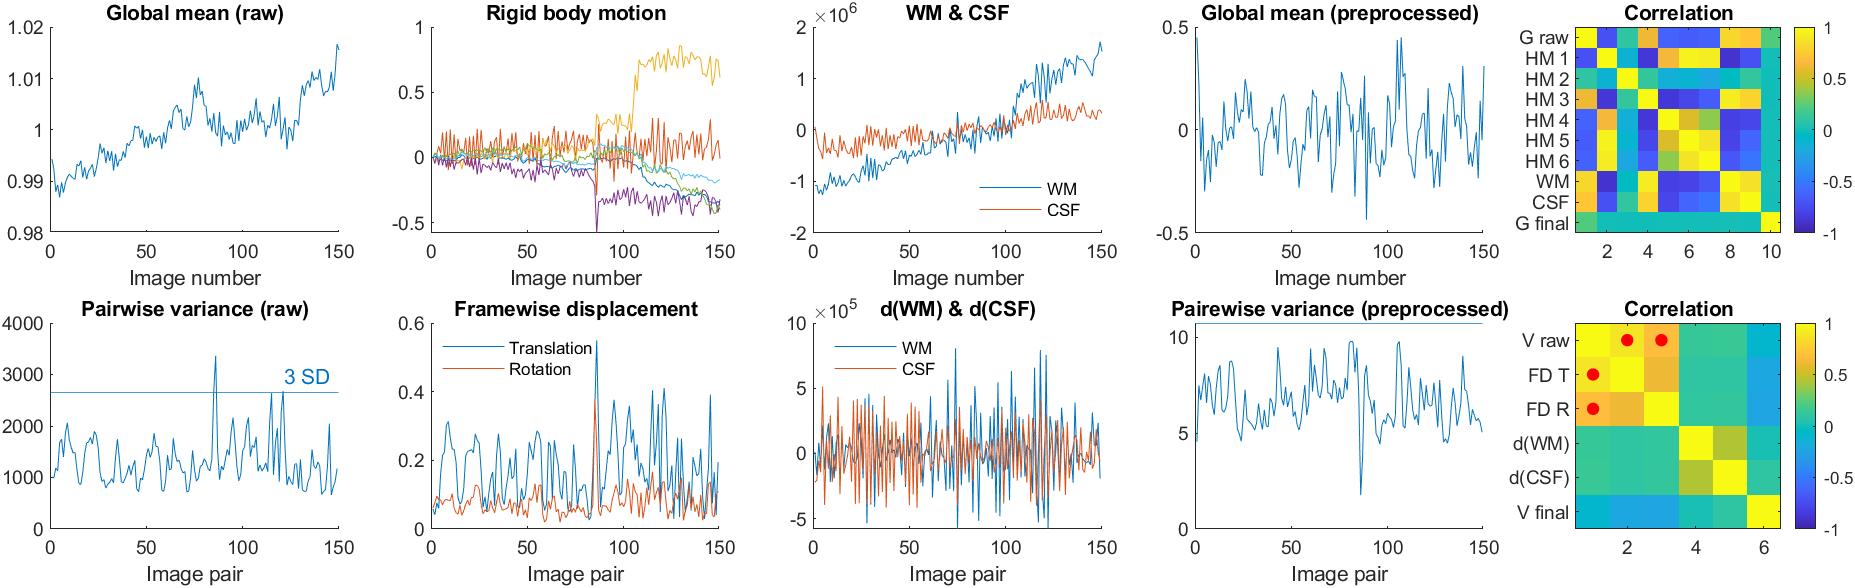 Global mean (raw)
1.02
1.01
1
0.99
0.98
0
50
100
150
Image number
Rigid body motion
1
0.5
0
-0.5
0
50
100
150
Image number
×10^6
WM & CSF
2
1
0
-1
-2
WM
CSF
0
50
100
150
Image number
Global mean (preprocessed)
0.5
0
-0.5
0
50
100
150
Image number
Correlation
G raw
HM 1
HM 2
HM 3
HM 4
HM 5
HM 6
WM
CSF
G final
2
4
6
8
10
1
0.5
0
-0.5
-1
Pairwise variance (raw)
4000
3000
2000
1000
0
3 SD
0
50
100
150
Image pair
Framewise displacement
0.6
0.4
0.2
0
Translation
Rotation
0
50
100
150
Image pair
×10^5
d(WM) & d(CSF)
10
5
0
-5
WM
CSF
0
50
100
150
Image pair
Pairewise variance (preprocessed)
10
5
0
0
50
100
150
Image pair
Correlation
V raw
FD T
FD R
d(WM)
d(CSF)
V final
2
4
6
1
0.5
0
-0.5
-1